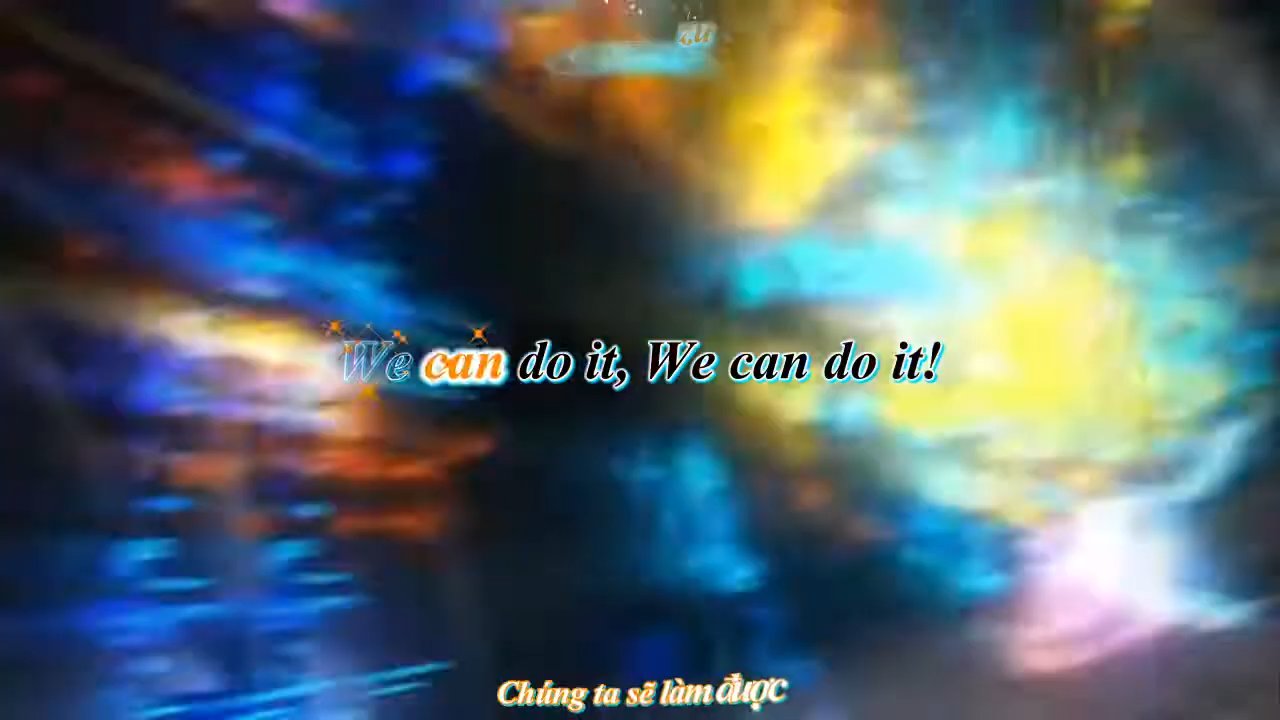 We can do it, We can do it!
Chúng ta sẽ làm được